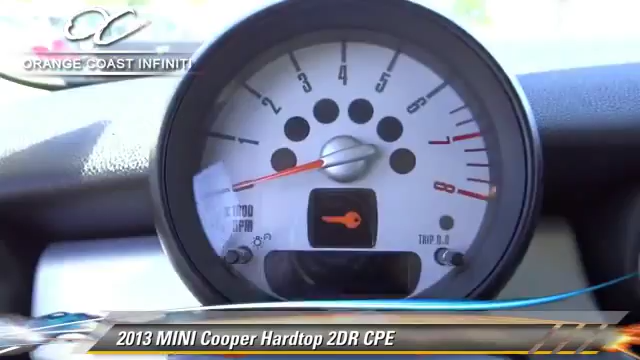 ORANGE COAST INFINITI
1 2 3 4 5 6 7 8
x1000
RPM
TRIP 0.0
2013 MINI Cooper Hardtop 2DR CPE